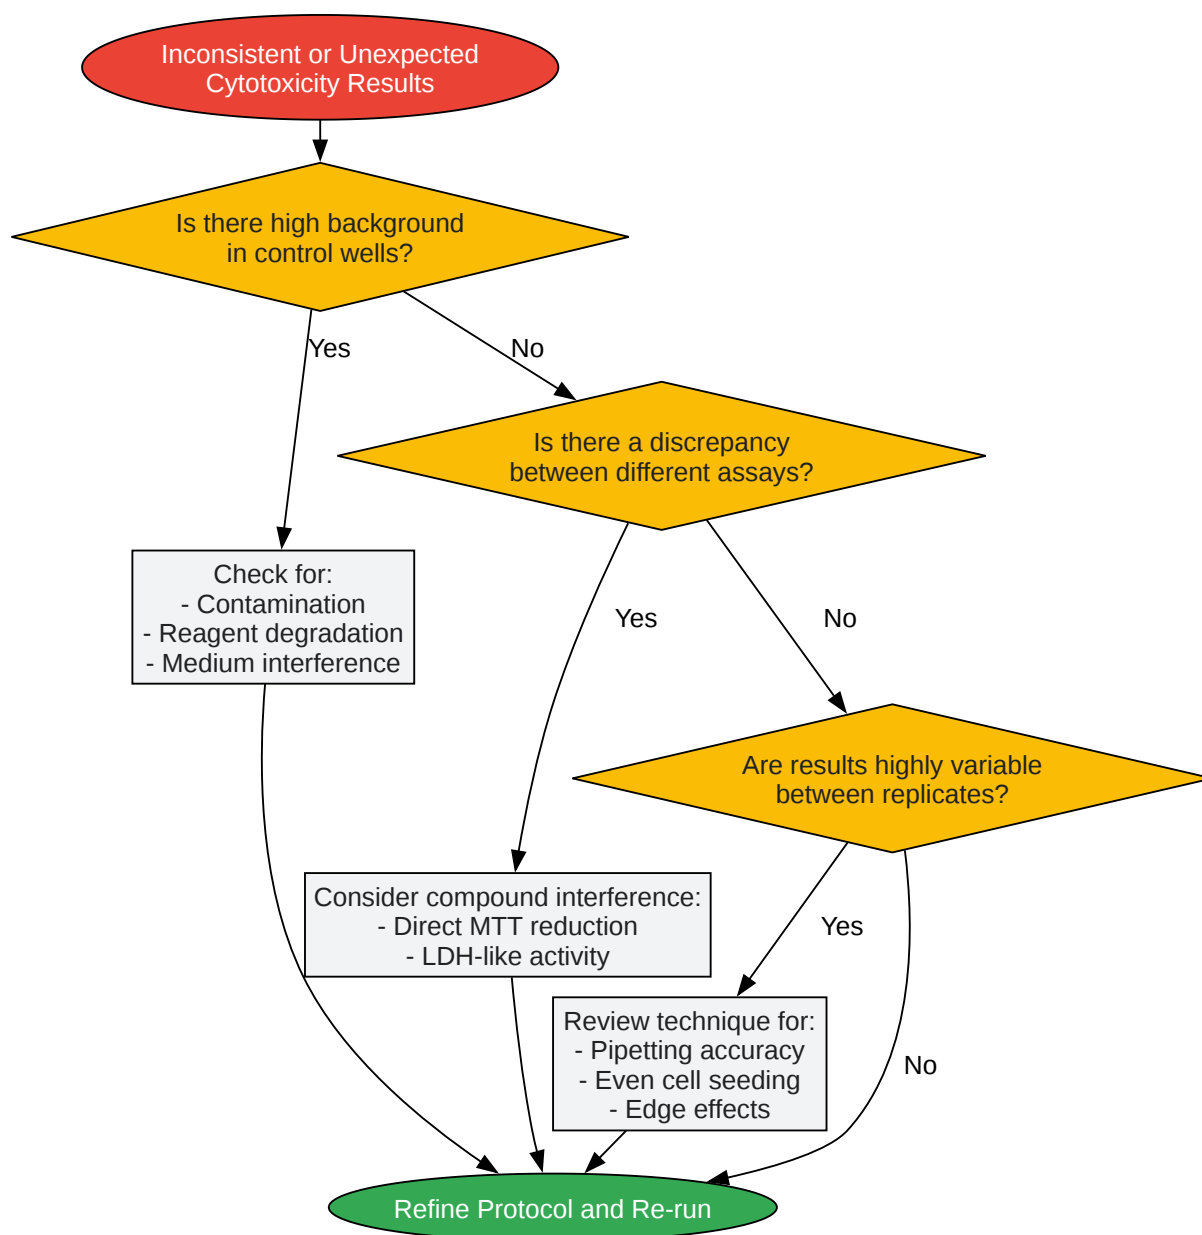 Inconsistent or Unexpected
Cytotoxicity Results
Is there high background
in control wells?
Yes
No
Is there a discrepancy
between different assays?
Check for:
- Contamination
- Reagent degradation
- Medium interference
Yes
No
Are results highly variable
between replicates?
Consider compound interference:
- Direct MTT reduction
- LDH-like activity
Yes
Review technique for:
- Pipetting accuracy
- Even cell seeding
- Edge effects
No
Refine Protocol and Re-run